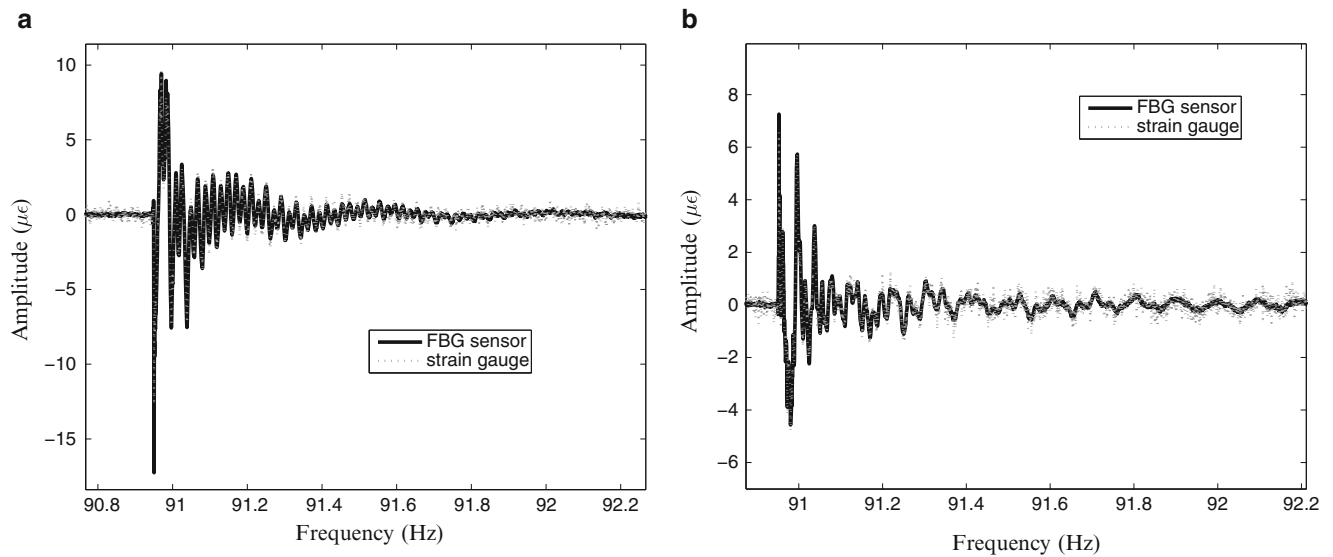 a
10
5
0
−5
−10
−15
Amplitude (μϵ)
FBG sensor
strain gauge
90.8 91 91.2 91.4 91.6 91.8 92 92.2
Frequency (Hz)
b
8
6
4
2
0
−2
−4
−6
Amplitude (μϵ)
FBG sensor
strain gauge
91 91.2 91.4 91.6 91.8 92 92.2
Frequency (Hz)